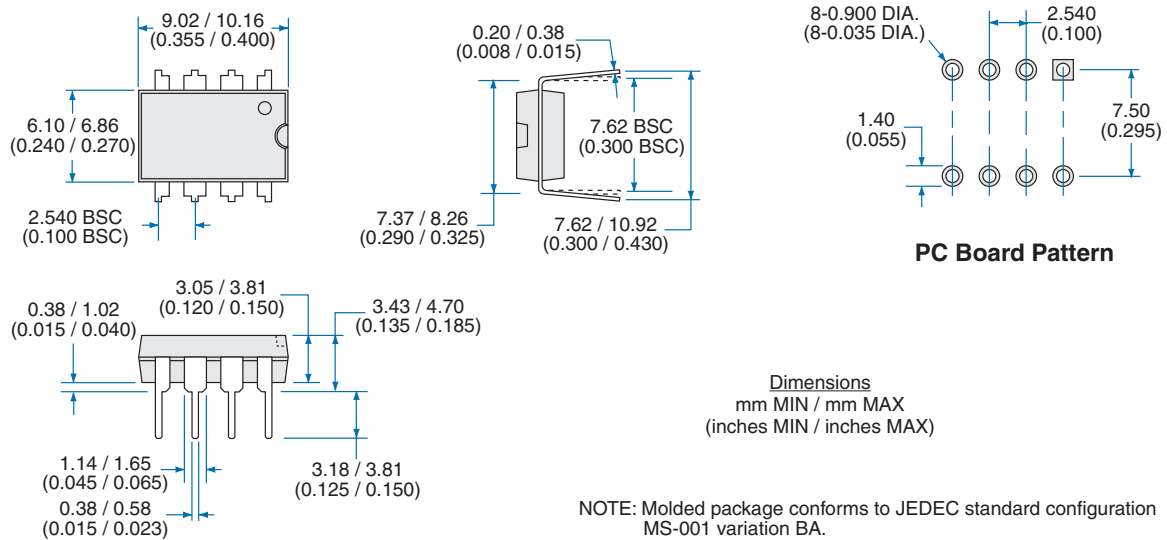 9.02 / 10.16
(0.355 / 0.400)
6.10 / 6.86
(0.240 / 0.270)
2.540 BSC
(0.100 BSC)
0.20 / 0.38
(0.008 / 0.015)
7.62 BSC
(0.300 BSC)
7.37 / 8.26
(0.290 / 0.325)
7.62 / 10.92
(0.300 / 0.430)
8-0.900 DIA.
(8-0.035 DIA.)
2.540
(0.100)
1.40
(0.055)
7.50
(0.295)
PC Board Pattern
0.38 / 1.02
(0.015 / 0.040)
3.05 / 3.81
(0.120 / 0.150)
3.43 / 4.70
(0.135 / 0.185)
1.14 / 1.65
(0.045 / 0.065)
0.38 / 0.58
(0.015 / 0.023)
3.18 / 3.81
(0.125 / 0.150)
Dimensions
mm MIN / mm MAX
(inches MIN / inches MAX)
NOTE: Molded package conforms to JEDEC standard configuration
MS-001 variation BA.